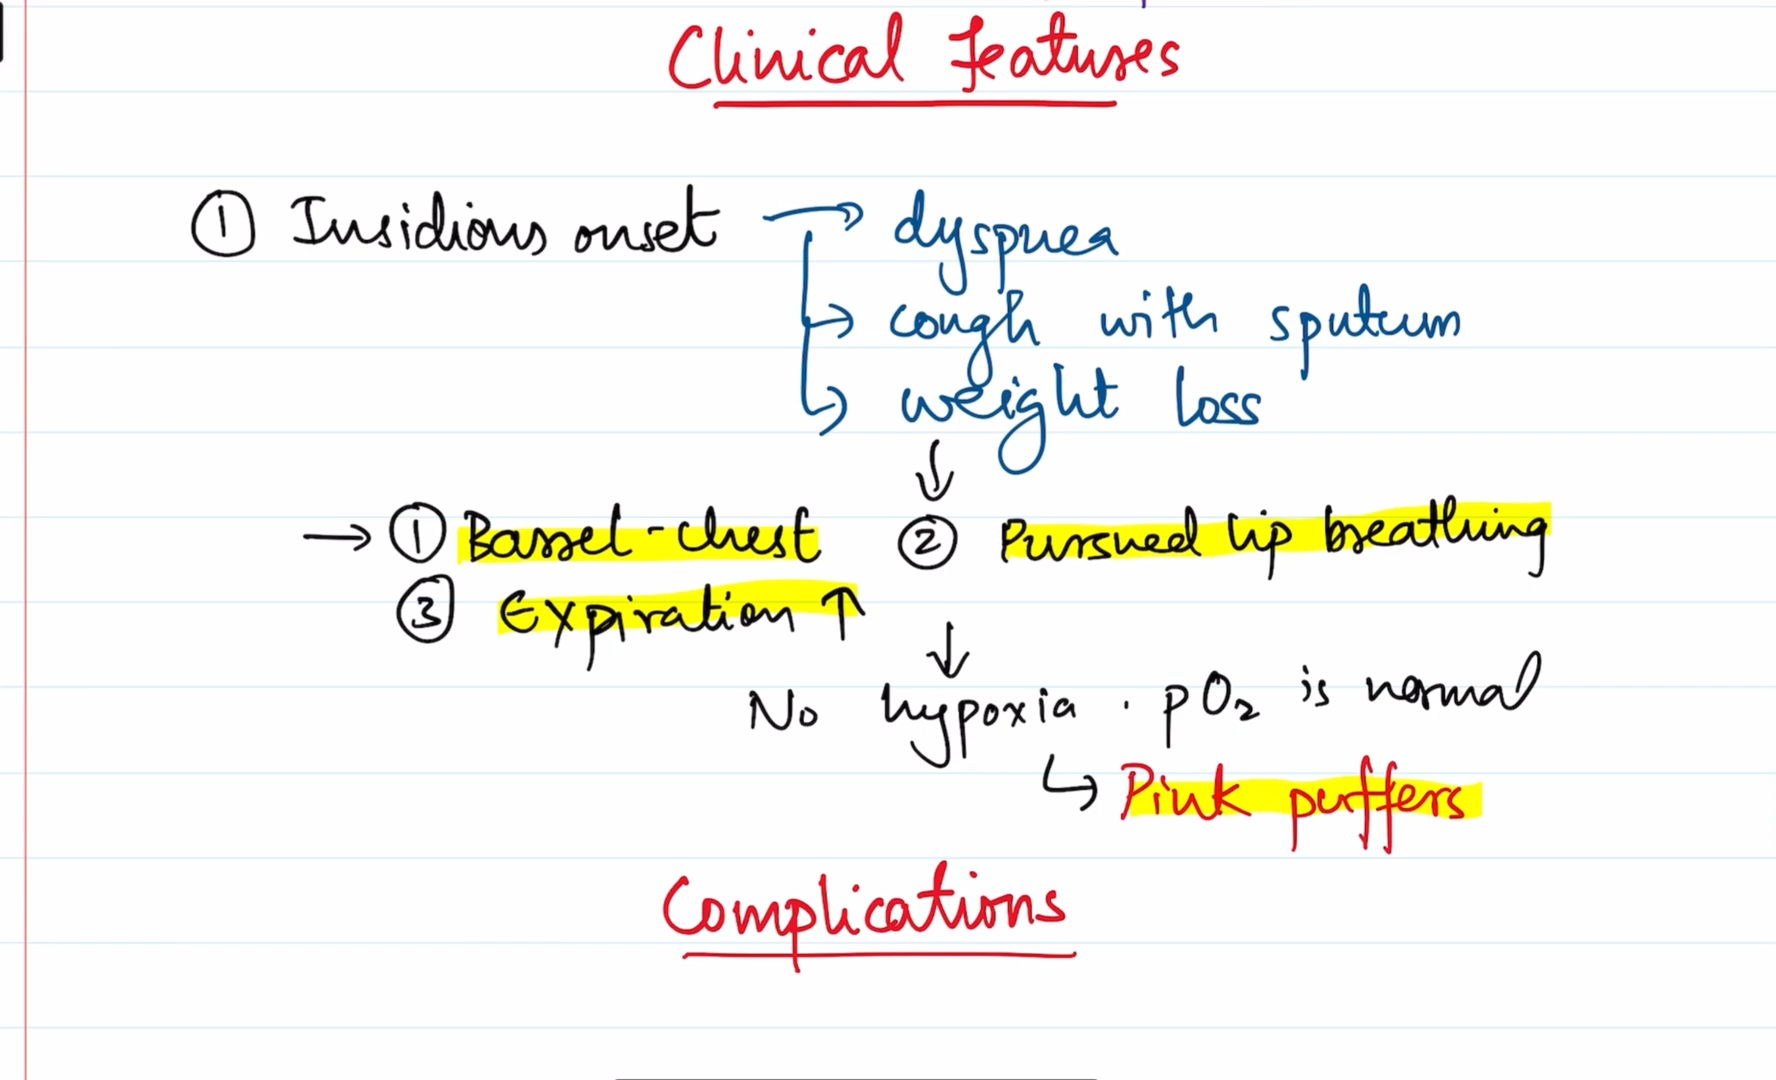 Clinical Features
① Insidious onset → dyspnea
→ cough with sputum
↳ weight loss
↓
→ ① Barrel-chest ② Pursued lip breathing
③ Expiration ↑
↓
No hypoxia. pO₂ is normal
↳ Pink puffers
Complications